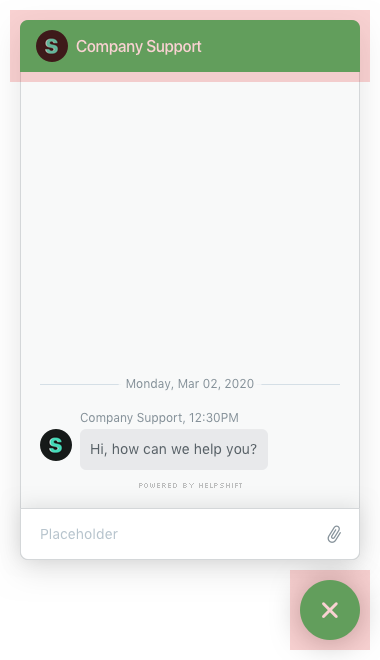 S Company Support
Monday, Mar 02, 2020
Company Support, 12:30PM
S Hi, how can we help you?
POWERED BY HELPSHIFT
Placeholder